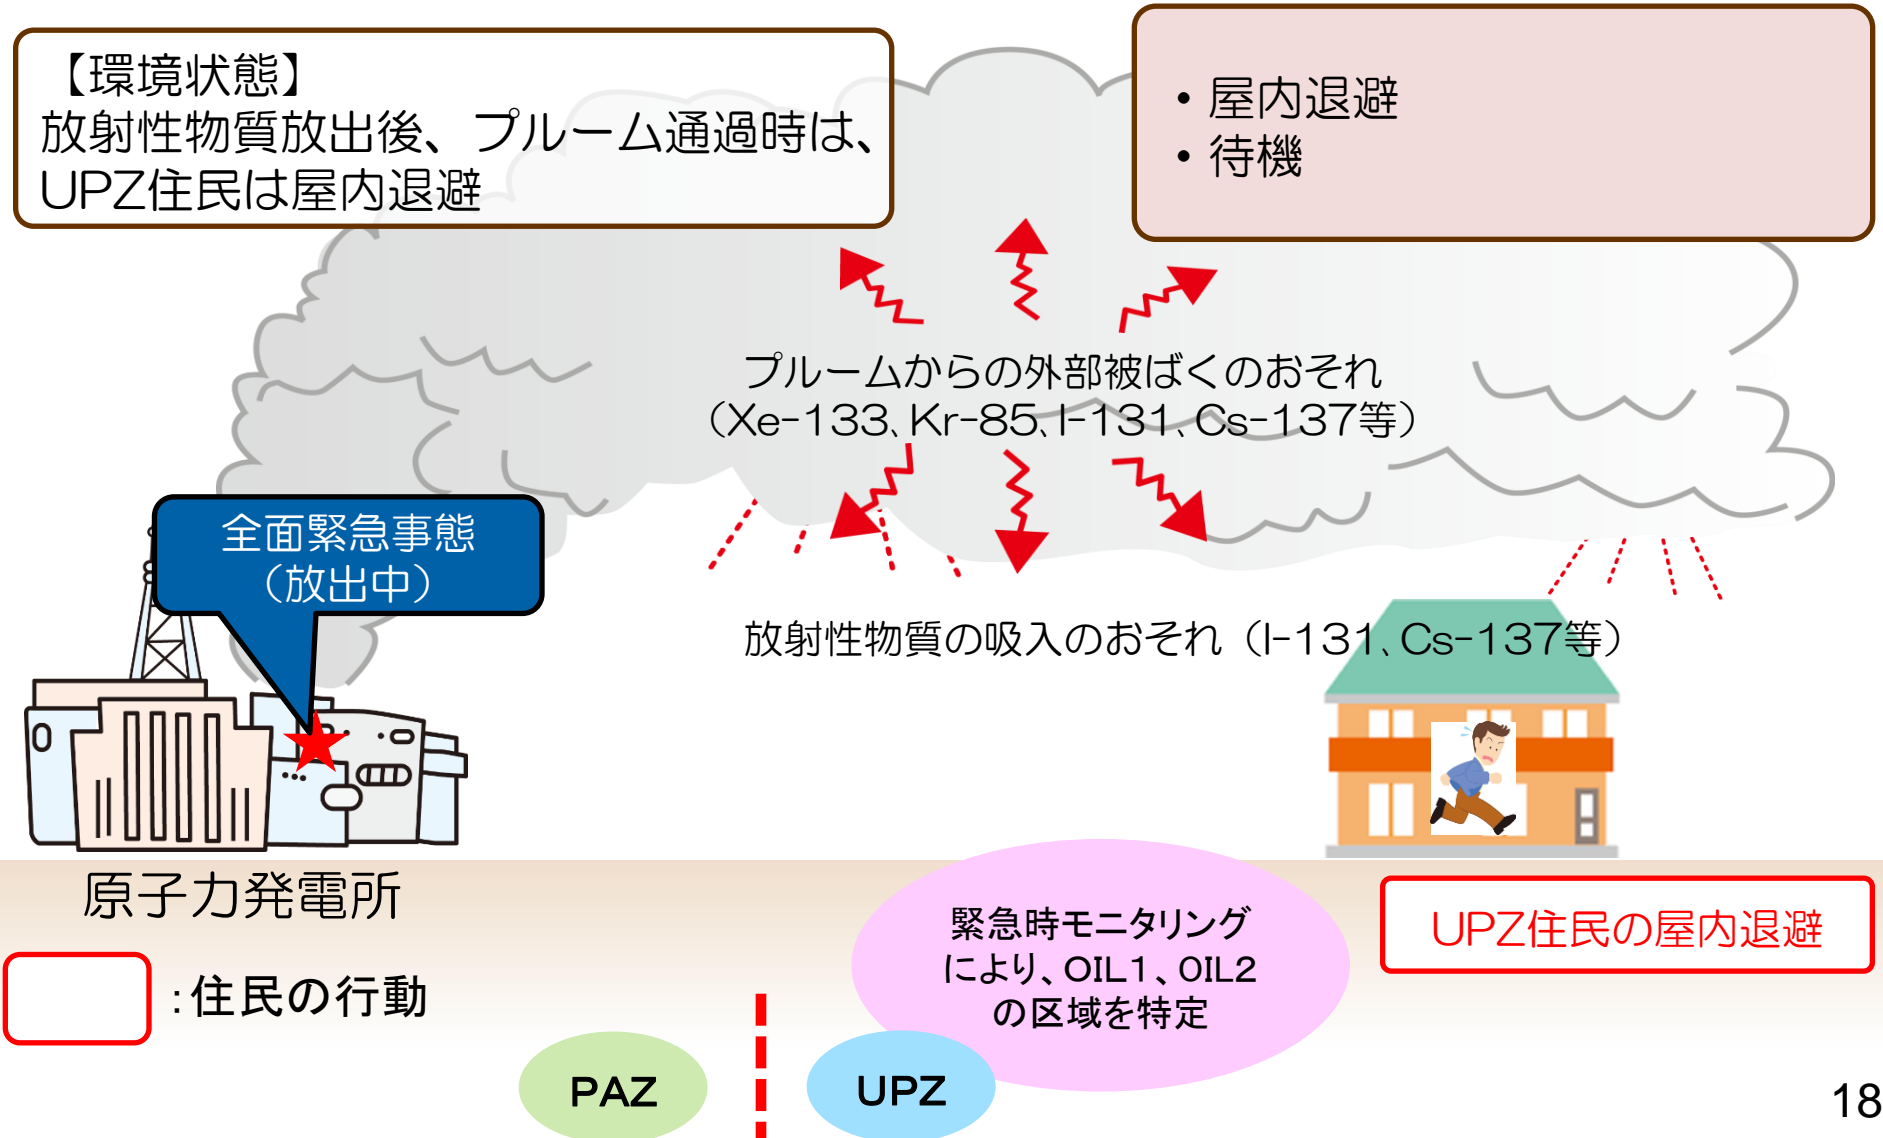 【環境状態】
放射性物質放出後、プルーム通過時は、
UPZ住民は屋内退避
・屋内退避
・待機
プルームからの外部被ばくのおそれ
（Xe-133、Kr-85、I-131、Cs-137等）
全面緊急事態
（放出中）
放射性物質の吸入のおそれ（I-131、Cs-137等）
原子力発電所
緊急時モニタリング
により、OIL1、OIL2
の区域を特定
UPZ住民の屋内退避
：住民の行動
PAZ
UPZ
18